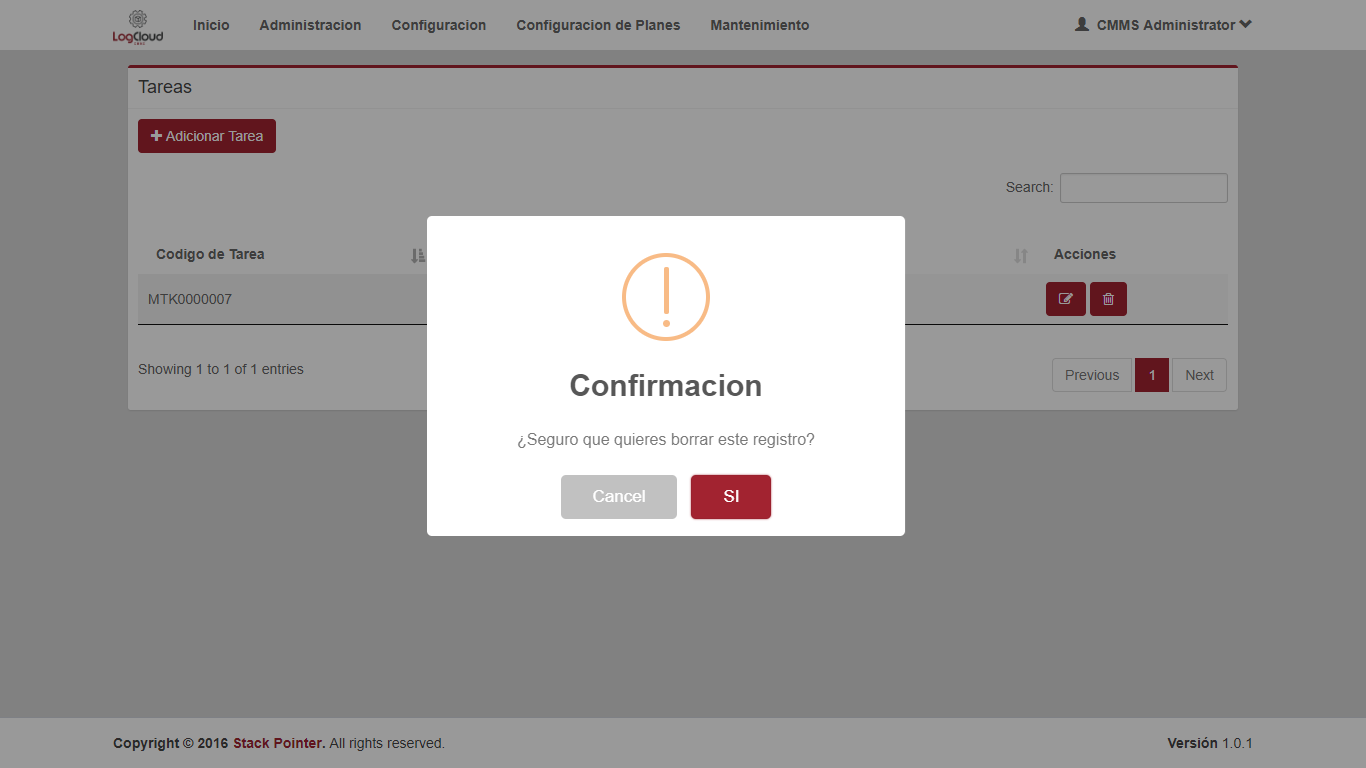 LogCloud
Inicio Administracion Configuracion Configuracion de Planes Mantenimiento CMMS Administrator
Tareas
Adicionar Tarea
Search:
Codigo de Tarea Acciones
MTK0000007
Showing 1 to 1 of 1 entries
Previous 1 Next
Confirmacion
¿Seguro que quieres borrar este registro?
Cancel SI
Copyright © 2016 Stack Pointer. All rights reserved. Versión 1.0.1